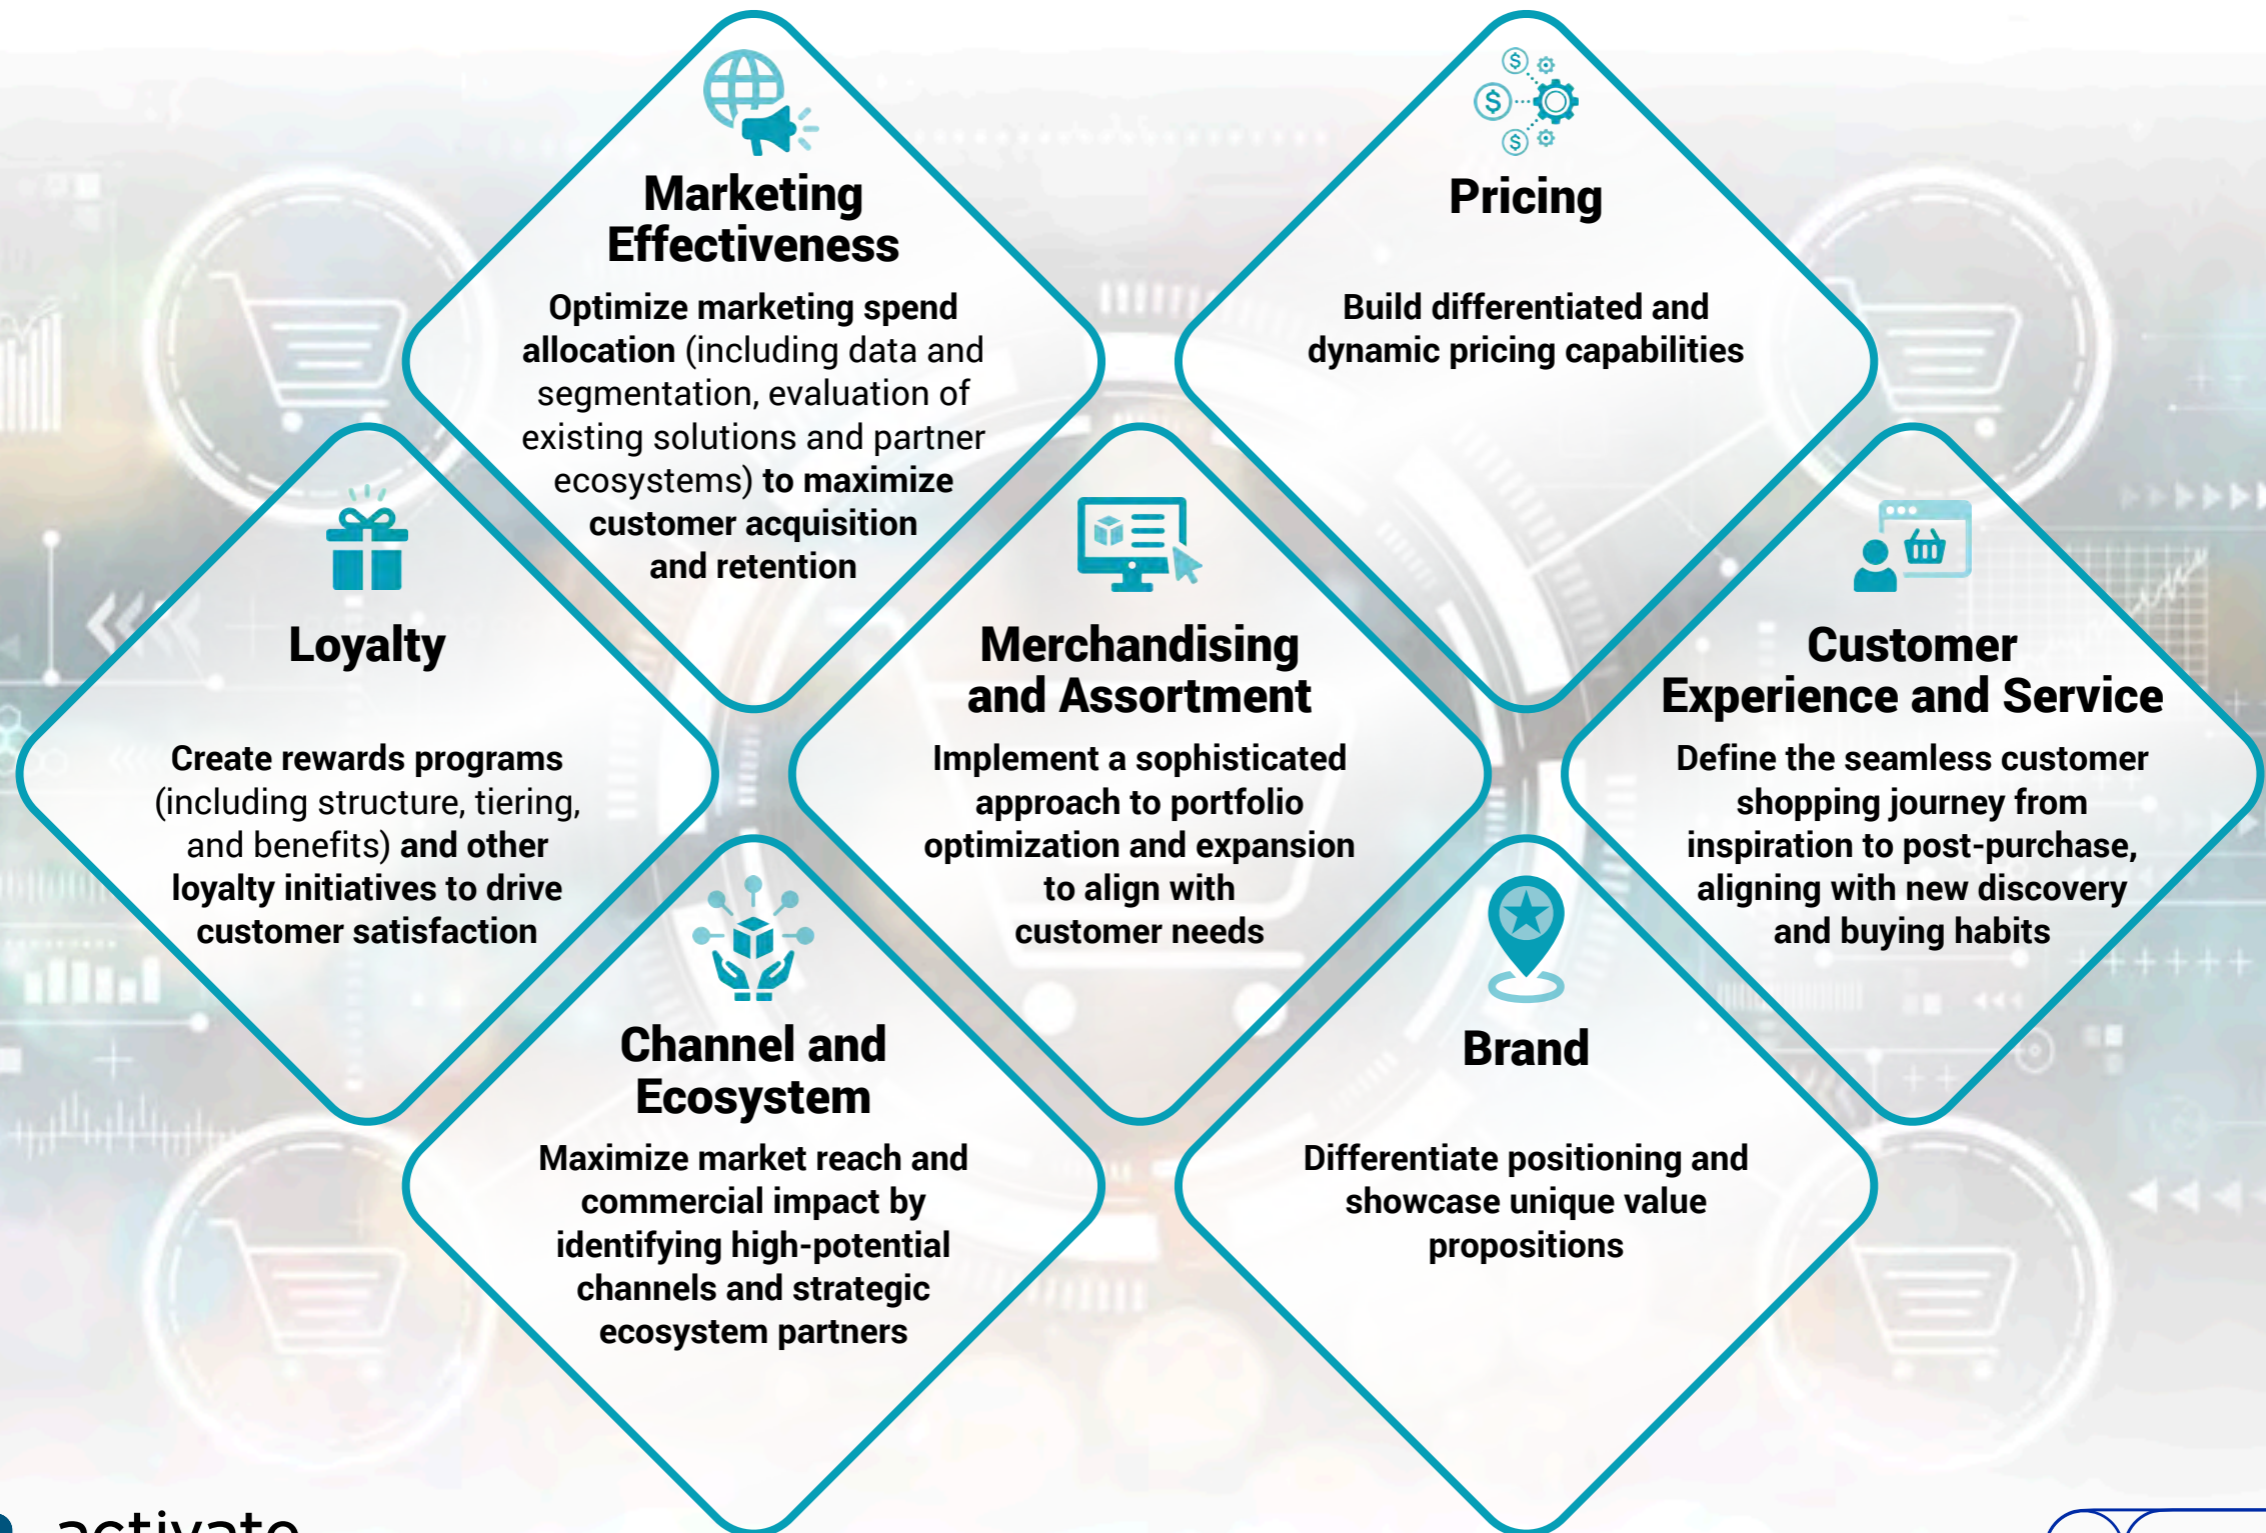 Marketing
Effectiveness
Optimize marketing spend
allocation (including data and
segmentation, evaluation of
existing solutions and partner
ecosystems) to maximize
customer acquisition
and retention
Pricing
Build differentiated and
dynamic pricing capabilities
Loyalty
Create rewards programs
(including structure, tiering,
and benefits) and other
loyalty initiatives to drive
customer satisfaction
Merchandising
and Assortment
Implement a sophisticated
approach to portfolio
optimization and expansion
to align with
customer needs
Customer
Experience and Service
Define the seamless customer
shopping journey from
inspiration to post-purchase,
aligning with new discovery
and buying habits
Channel and
Ecosystem
Maximize market reach and
commercial impact by
identifying high-potential
channels and strategic
ecosystem partners
Brand
Differentiate positioning and
showcase unique value
propositions
activate